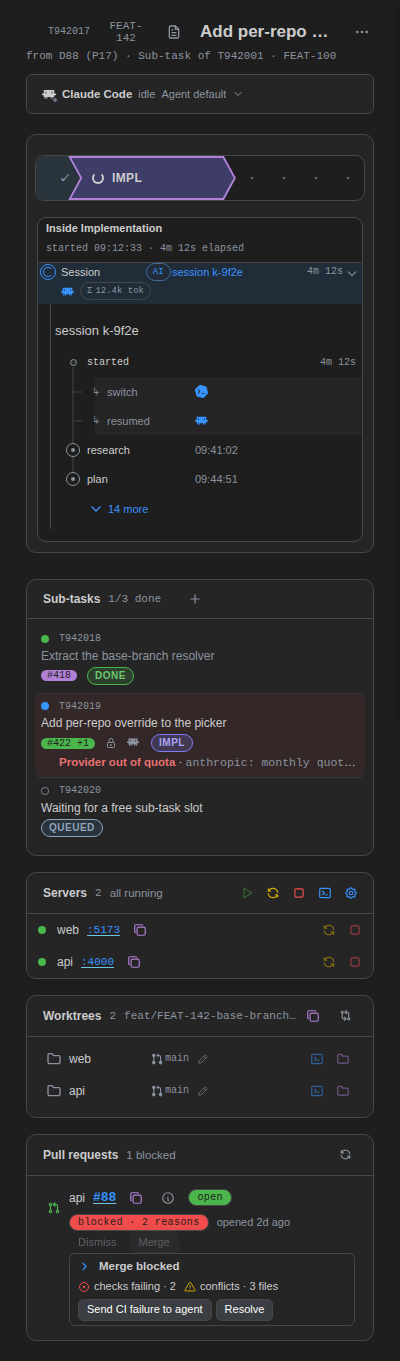 T942017 FEAT-142 Add per-repo …
from D88 (P17) · Sub-task of T942001 · FEAT-100
Claude Code idle Agent default
✓ IMPL · · · ·
Inside Implementation
started 09:12:33 · 4m 12s elapsed
Session AI session k-9f2e 4m 12s
Σ 12.4k tok
session k-9f2e
started 4m 12s
↳ switch
↳ resumed
research 09:41:02
plan 09:44:51
14 more
Sub-tasks 1/3 done +
T942018
Extract the base-branch resolver
#418 DONE
T942019
Add per-repo override to the picker
#422 +1 IMPL
Provider out of quota · anthropic: monthly quot…
T942020
Waiting for a free sub-task slot
QUEUED
Servers 2 all running
web :5173
api :4000
Worktrees 2 feat/FEAT-142-base-branch…
web main
api main
Pull requests 1 blocked
api #88 open
blocked · 2 reasons opened 2d ago
Dismiss Merge
Merge blocked
checks failing · 2 conflicts · 3 files
Send CI failure to agent Resolve